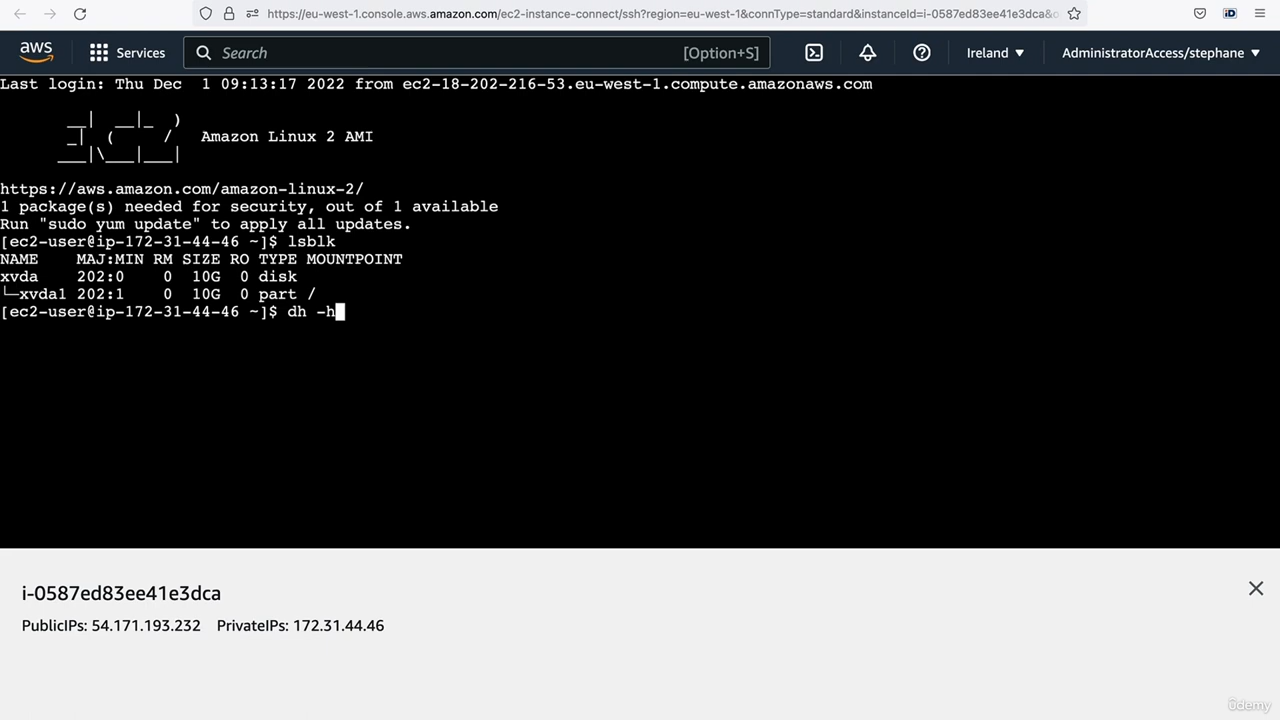 https://eu-west-1.console.aws.amazon.com/ec2-instance-connect/ssh?region=eu-west-1&connType=standard&instanceId=i-0587ed83ee41e3dca&o
aws Services Search [Option+S] Ireland AdministratorAccess/stephane
Last login: Thu Dec  1 09:13:17 2022 from ec2-18-202-216-53.eu-west-1.compute.amazonaws.com
       __|  __|_  )
       _|  (     /   Amazon Linux 2 AMI
      ___|\___|___|
https://aws.amazon.com/amazon-linux-2/
1 package(s) needed for security, out of 1 available
Run "sudo yum update" to apply all updates.
[ec2-user@ip-172-31-44-46 ~]$ lsblk
NAME    MAJ:MIN RM SIZE RO TYPE MOUNTPOINT
xvda    202:0    0  10G  0 disk
└─xvda1 202:1    0  10G  0 part /
[ec2-user@ip-172-31-44-46 ~]$ dh -h
i-0587ed83ee41e3dca
PublicIPs: 54.171.193.232 PrivateIPs: 172.31.44.46
Udemy